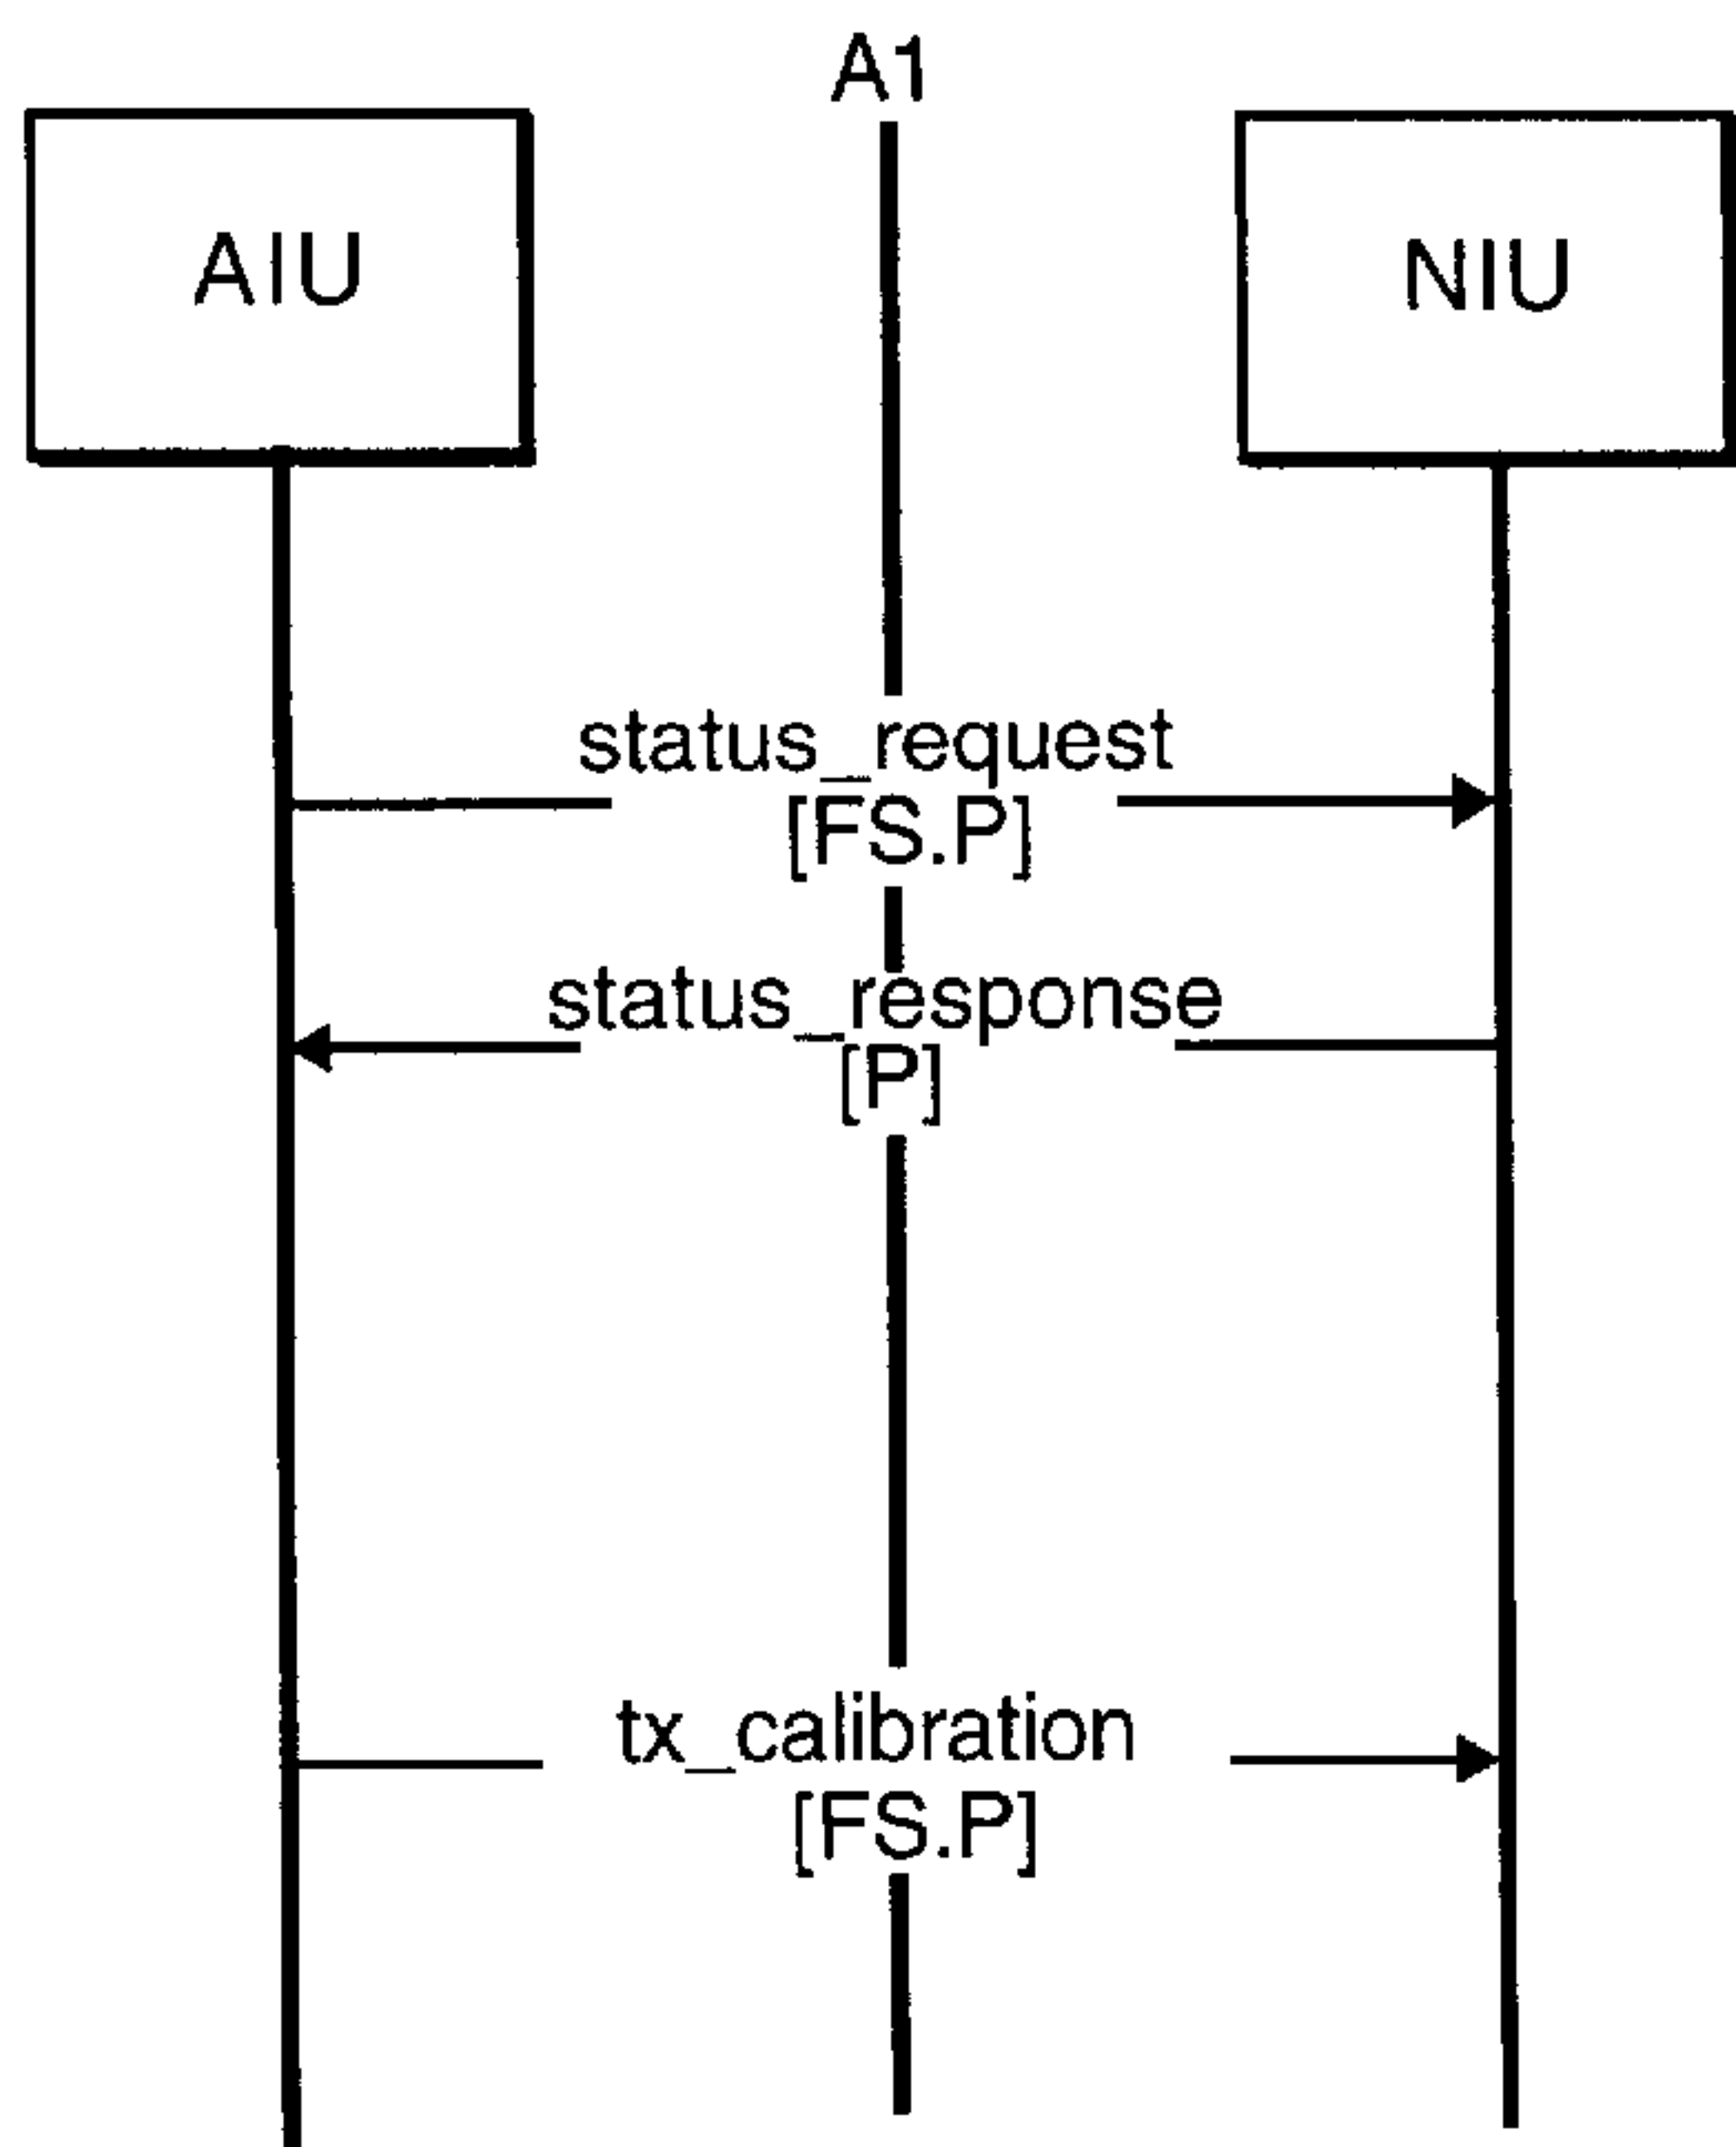 A1
AIU
NIU
status_request
[FS.P]
status_response
[P]
tx_calibration
[FS.P]